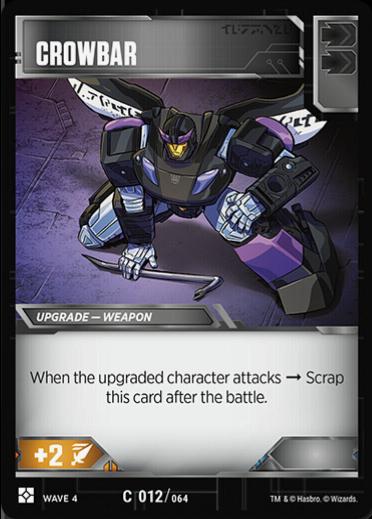 CROWBAR
UPGRADE — WEAPON
When the upgraded character attacks → Scrap
this card after the battle.
+2
WAVE 4
C 012/064
TM & © Hasbro. © Wizards.